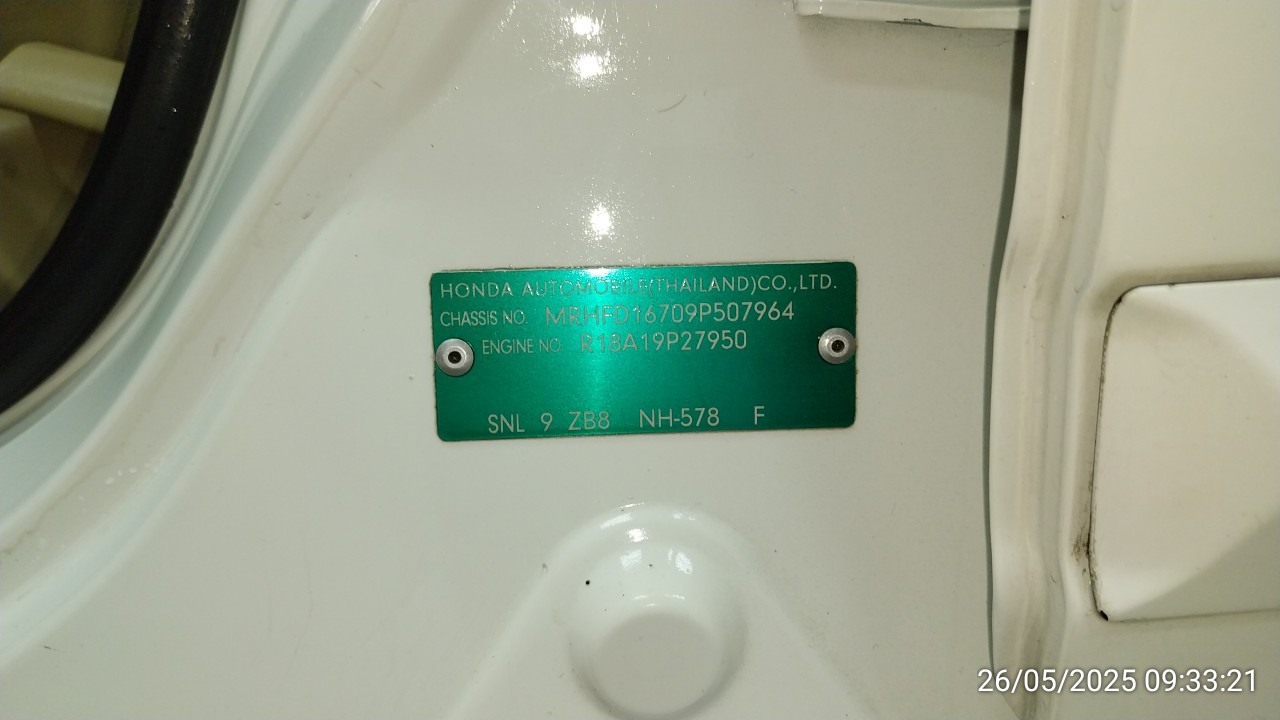 HONDA AUTOMOBILE(THAILAND)CO.,LTD.
CHASSIS NO. MRHFD16709P507964
ENGINE NO. R18A19P27950
SNL 9 ZB8 NH-578 F
26/05/2025 09:33:21